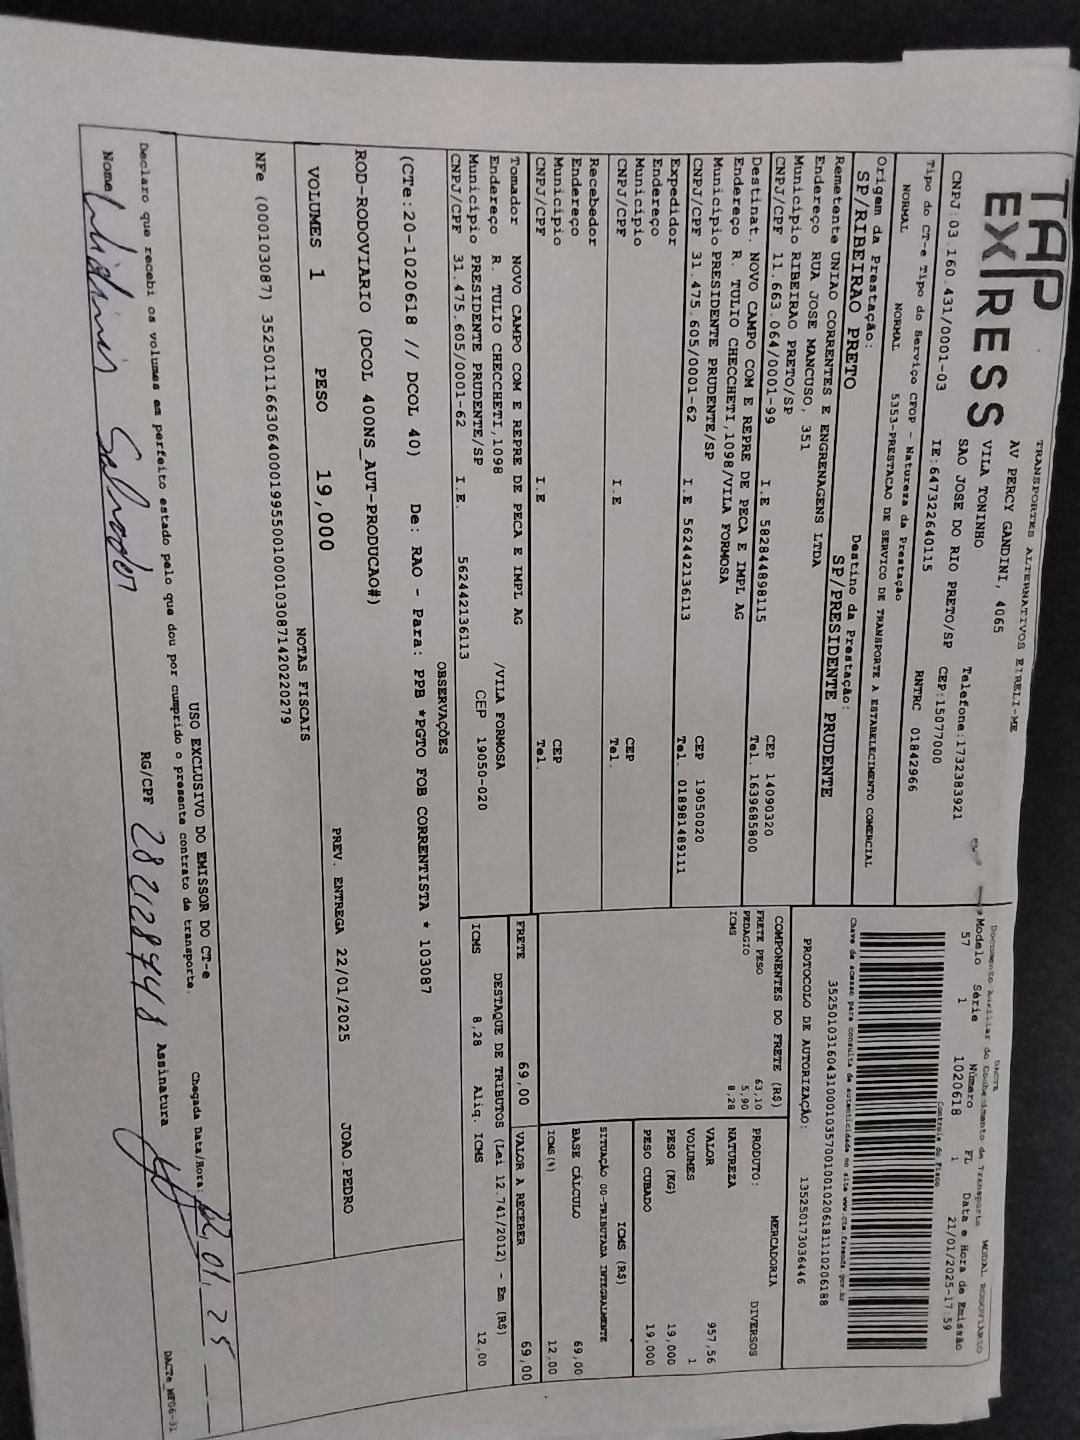 TAP
EXPRESS
TRANSPORTES ALTERNATIVOS EIRELI-ME
AV PERCY GANDINI, 4065
VILA TONINHO
SAO JOSE DO RIO PRETO/SP
Telefone:1732383921
CEP:15077000
CNPJ:03.160.431/0001-03
IE:647322640115
RNTRC 01842966
Tipo do CT-e Tipo do Serviço CFOP - Natureza da Prestação
NORMAL NORMAL 5353-PRESTACAO DE SERVICO DE TRANSPORTE A ESTABELECIMENTO COMERCIAL
Origem da Prestação: Destino da Prestação:
SP/RIBEIRAO PRETO SP/PRESIDENTE PRUDENTE
Remetente UNIAO CORRENTES E ENGRENAGENS LTDA
Endereço RUA JOSE MANCUSO, 351
Município RIBEIRAO PRETO/SP CEP 14090320
CNPJ/CPF 11.663.064/0001-99 I.E 582844898115 Tel. 1639685800
Destinat. NOVO CAMPO COM E REPRE DE PECA E IMPL AG
Endereço R. TULIO CHECCHETI,1098/VILA FORMOSA
Município PRESIDENTE PRUDENTE/SP CEP 19050020
CNPJ/CPF 31.475.605/0001-62 I.E 562442136113 Tel. 018981489111
Expedidor
Endereço
Município CEP
CNPJ/CPF I.E Tel.
Recebedor
Endereço
Município CEP
CNPJ/CPF I.E Tel.
Tomador NOVO CAMPO COM E REPRE DE PECA E IMPL AG
Endereço R. TULIO CHECCHETI,1098 /VILA FORMOSA
Município PRESIDENTE PRUDENTE/SP CEP 19050-020
CNPJ/CPF 31.475.605/0001-62 I.E. 562442136113
DACTE MODAL RODOVIARIO
Documento Auxiliar do Conhecimento de Transporte
Modelo Série Número FL Data e Hora de Emissão
57 1 1020618 1 21/01/2025-17:59
Controle do Fisco
Chave de acesso para consulta de autenticidade no site www.cte.fazenda.gov.br
35250103160431000103570010010206181110206188
PROTOCOLO DE AUTORIZAÇÃO: 135250173036446
COMPONENTES DO FRETE (R$)
FRETE PESO 63,10
PEDAGIO 5,90
ICMS 8,28
MERCADORIA
PRODUTO: DIVERSOS
NATUREZA
VALOR 957,56
VOLUMES 1
PESO (KG) 19,000
PESO CUBADO 19,000
ICMS (R$)
SITUAÇÃO 00-TRIBUTADA INTEGRALMENTE
BASE CÁLCULO 69,00
ICMS(%) 12,00
FRETE 69,00 VALOR A RECEBER 69,00
DESTAQUE DE TRIBUTOS (Lei 12.741/2012) - Em (R$)
ICMS 8,28 Aliq. ICMS 12,00
OBSERVAÇÕES
(CTe:20-1020618 // DCOL 40) De: RAO - Para: PPB *PGTO FOB CORRENTISTA * 103087
ROD-RODOVIARIO (DCOL 400NS_AUT-PRODUCAO#)
VOLUMES 1 PESO 19,000 PREV. ENTREGA 22/01/2025 JOAO.PEDRO
NOTAS FISCAIS
NFe (000103087) 35250111663064000199550010001030871420220279
USO EXCLUSIVO DO EMISSOR DO CT-e
Declaro que recebi os volumes em perfeito estado pelo que dou por cumprido o presente contrato de transporte.
Chegada Data/Hora: 22,01,25
Nome Salvador RG/CPF 282128748 Assinatura
DACTe_MF06-31